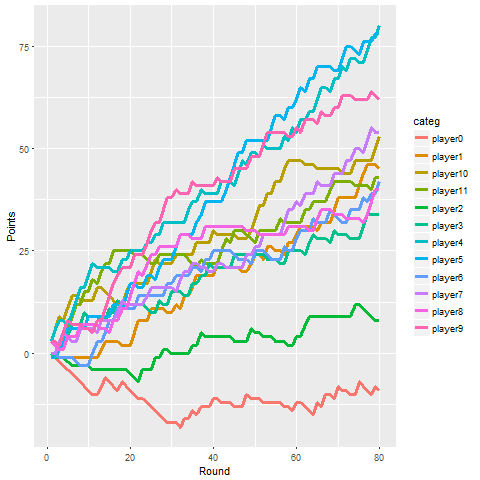 75
50
25
0
Points
0
20
40
60
80
Round
categ
player0
player1
player10
player11
player2
player3
player4
player5
player6
player7
player8
player9